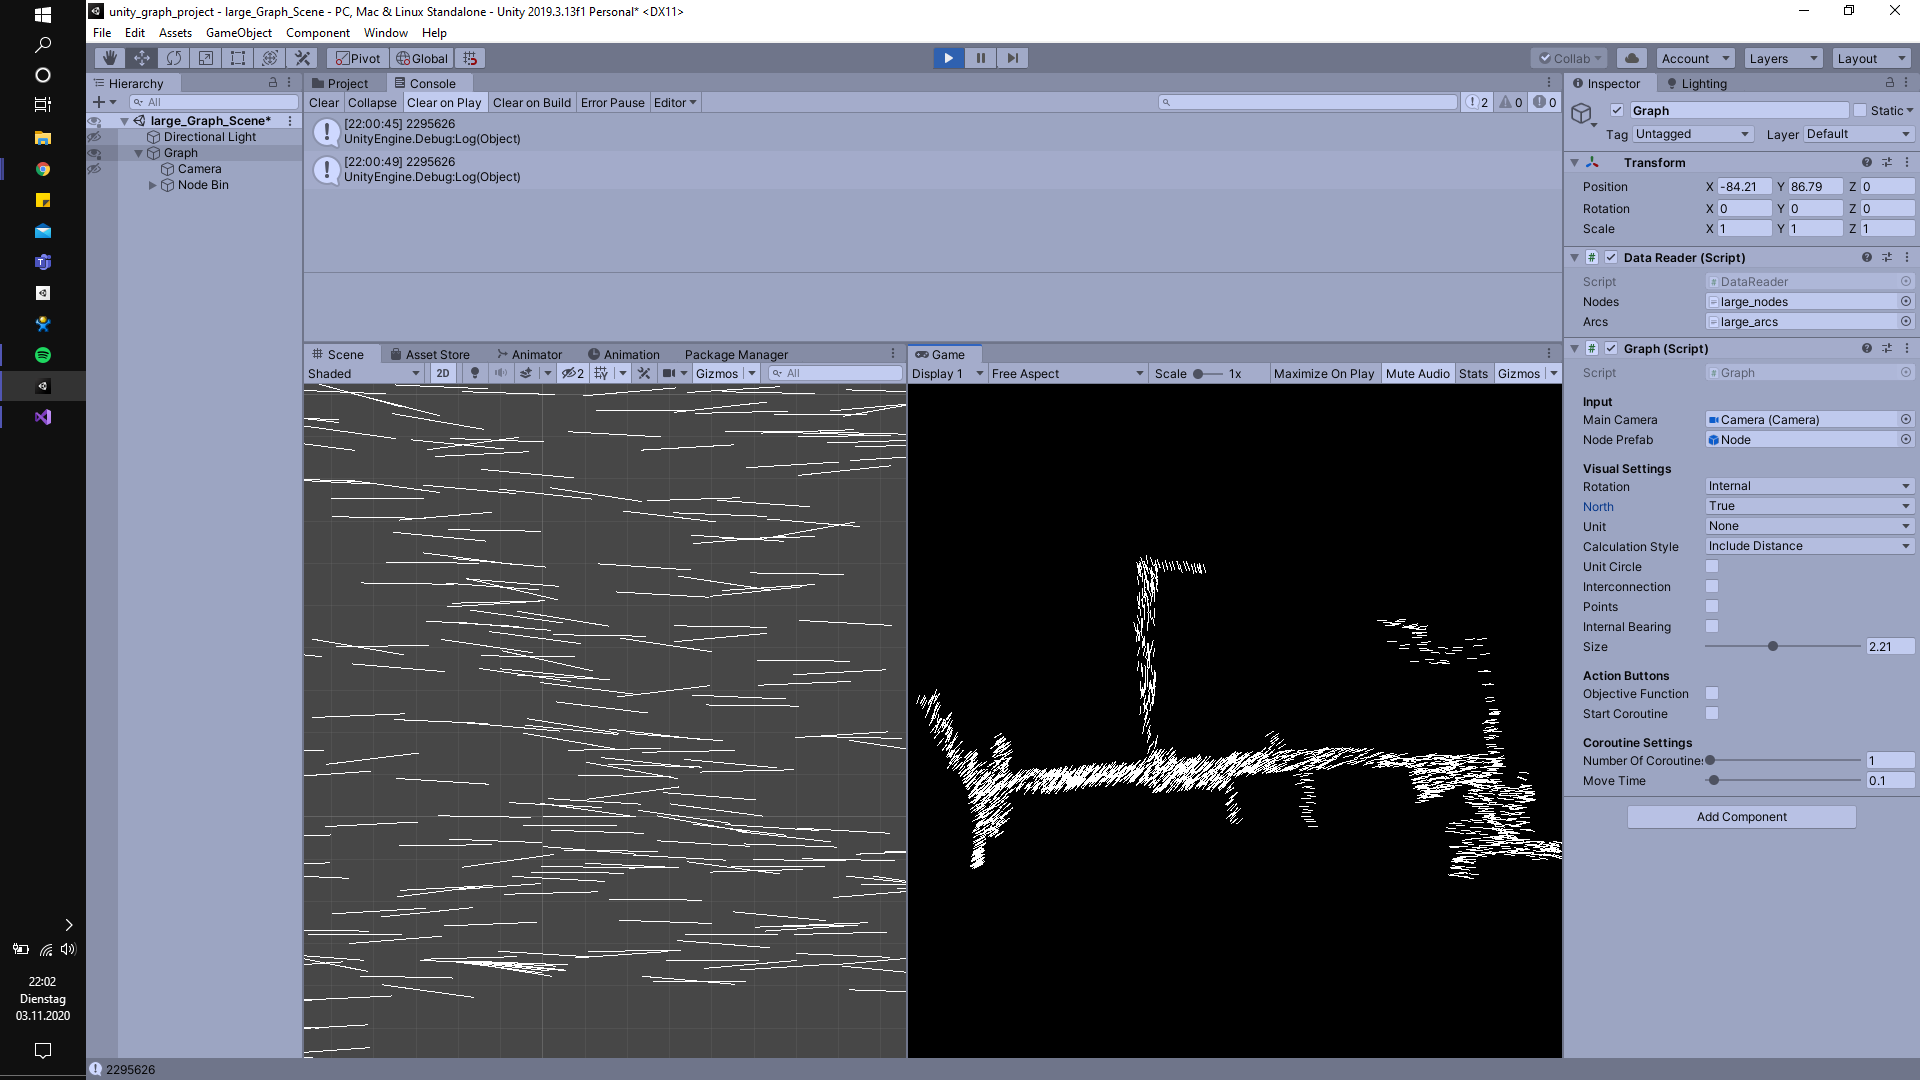 unity_graph_project - large_Graph_Scene - PC, Mac & Linux Standalone - Unity 2019.3.13f1 Personal* <DX11>
File Edit Assets GameObject Component Window Help
Pivot Global Collab Account Layers Layout
Hierarchy
All
large_Graph_Scene*
Directional Light
Graph
Camera
Node Bin
Project Console
Clear Collapse Clear on Play Clear on Build Error Pause Editor 2 0 0
[22:00:45] 2295626
UnityEngine.Debug:Log(Object)
[22:00:49] 2295626
UnityEngine.Debug:Log(Object)
Scene Asset Store Animator Animation Package Manager
Shaded 2D 2 Gizmos All
Game
Display 1 Free Aspect Scale 1x Maximize On Play Mute Audio Stats Gizmos
Inspector Lighting
Graph Static
Tag Untagged Layer Default
Transform
Position X -84.21 Y 86.79 Z 0
Rotation X 0 Y 0 Z 0
Scale X 1 Y 1 Z 1
# Data Reader (Script)
Script # DataReader
Nodes large_nodes
Arcs large_arcs
# Graph (Script)
Script # Graph
Input
Main Camera Camera (Camera)
Node Prefab Node
Visual Settings
Rotation Internal
North True
Unit None
Calculation Style Include Distance
Unit Circle
Interconnection
Points
Internal Bearing
Size 2.21
Action Buttons
Objective Function
Start Coroutine
Coroutine Settings
Number Of Coroutines 1
Move Time 0.1
Add Component
22:02
Dienstag
03.11.2020
2295626